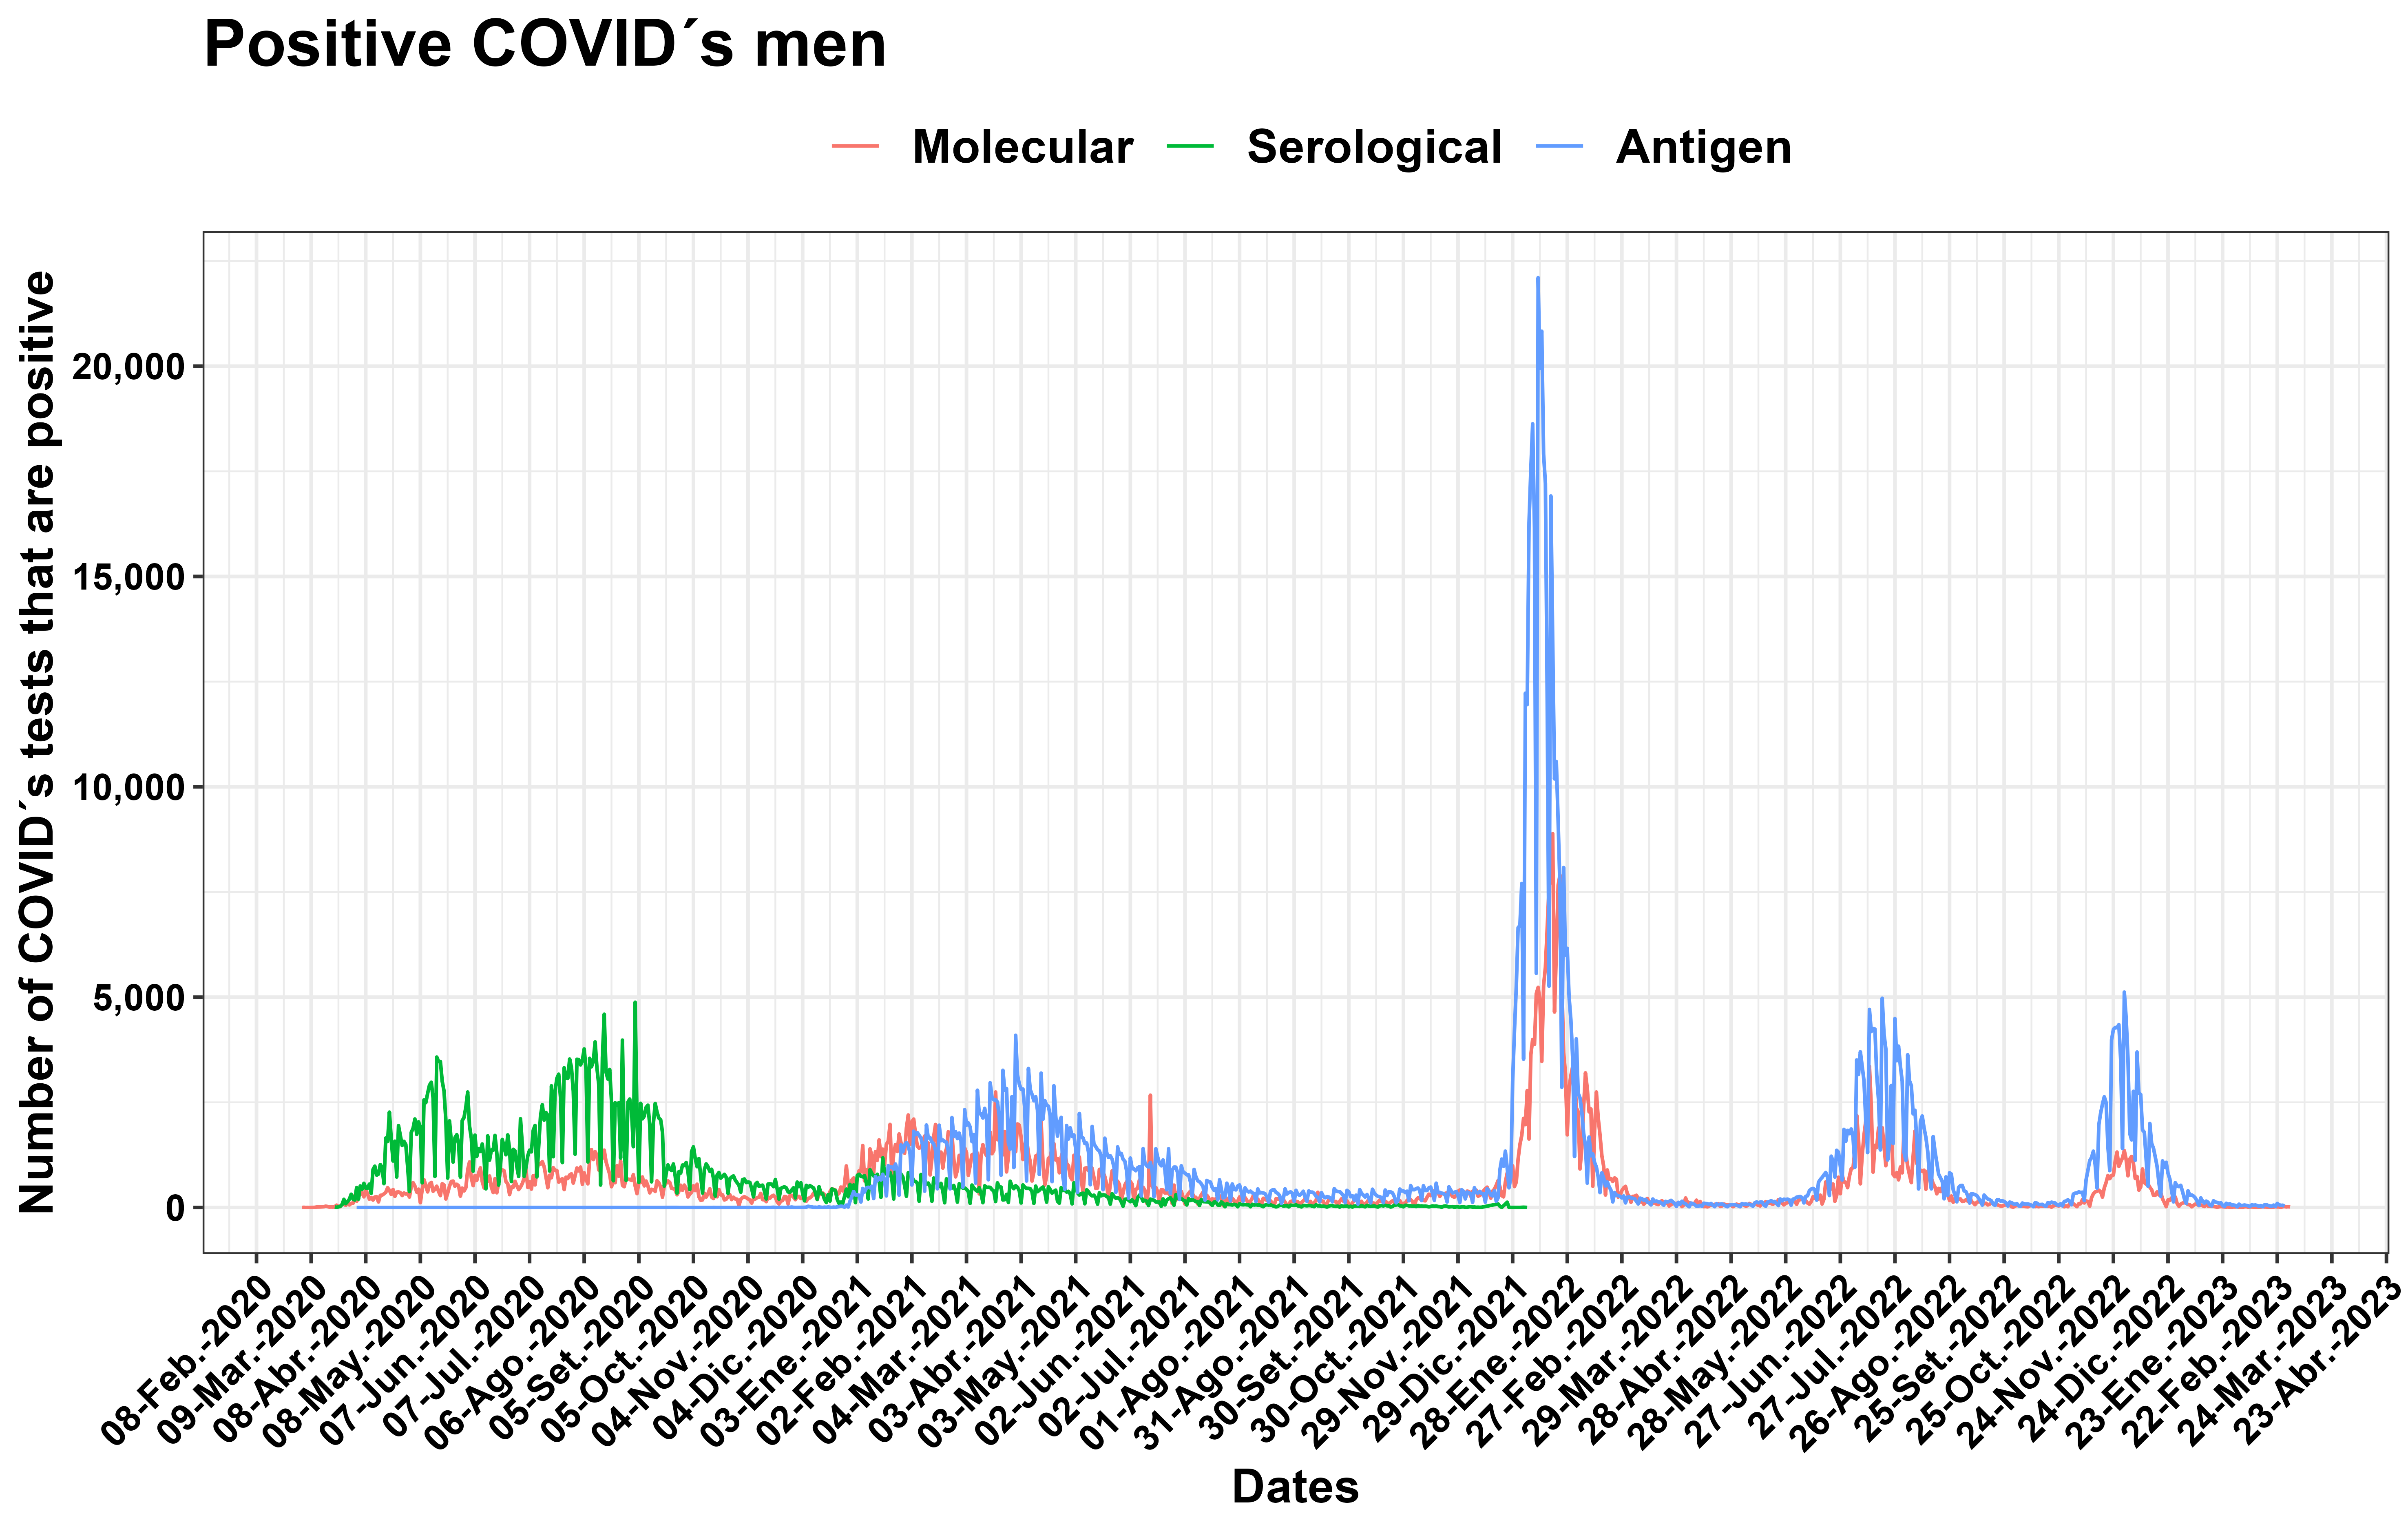 Positive COVID´s men
Molecular Serological Antigen
Number of COVID´s tests that are positive
20,000
15,000
10,000
5,000
0
08-Feb.-2020
09-Mar.-2020
08-Abr.-2020
08-May.-2020
07-Jun.-2020
07-Jul.-2020
06-Ago.-2020
05-Set.-2020
05-Oct.-2020
04-Nov.-2020
04-Dic.-2020
03-Ene.-2021
02-Feb.-2021
04-Mar.-2021
03-Abr.-2021
03-May.-2021
02-Jun.-2021
02-Jul.-2021
01-Ago.-2021
31-Ago.-2021
30-Set.-2021
30-Oct.-2021
29-Nov.-2021
29-Dic.-2021
28-Ene.-2022
27-Feb.-2022
29-Mar.-2022
28-Abr.-2022
28-May.-2022
27-Jun.-2022
27-Jul.-2022
26-Ago.-2022
25-Set.-2022
25-Oct.-2022
24-Nov.-2022
24-Dic.-2022
23-Ene.-2023
22-Feb.-2023
24-Mar.-2023
23-Abr.-2023
Dates